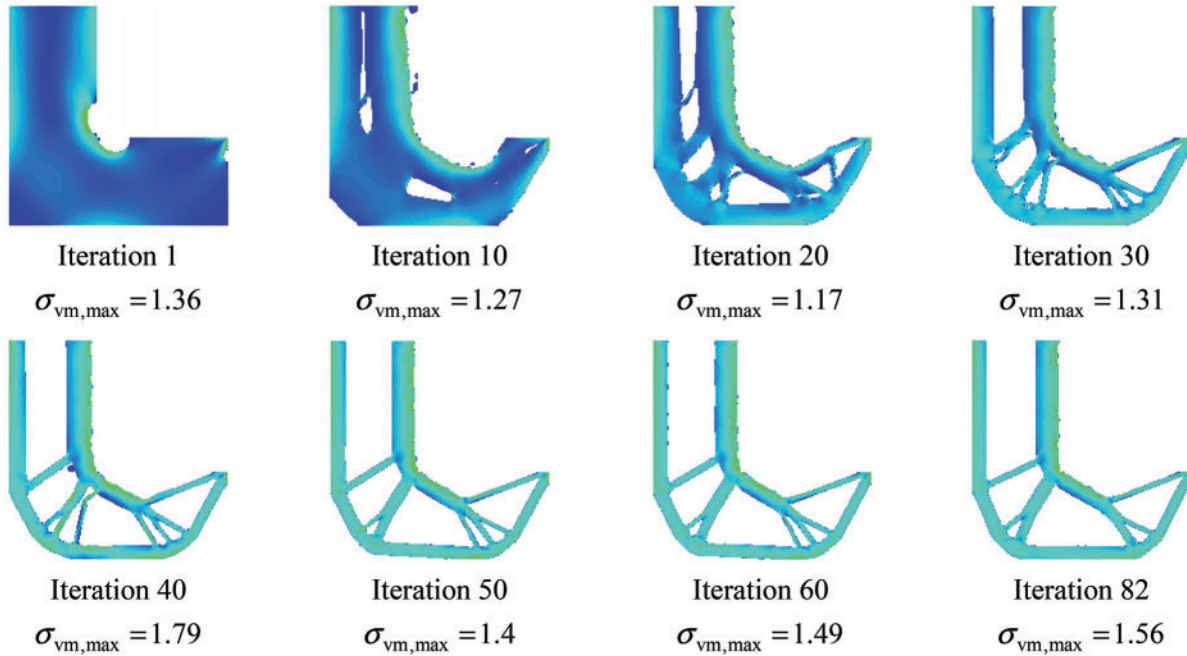 Iteration 1 Iteration 10 Iteration 20 Iteration 30
σvm,max =1.36 σvm,max =1.27 σvm,max =1.17 σvm,max =1.31
Iteration 40 Iteration 50 Iteration 60 Iteration 82
σvm,max =1.79 σvm,max =1.4 σvm,max =1.49 σvm,max =1.56